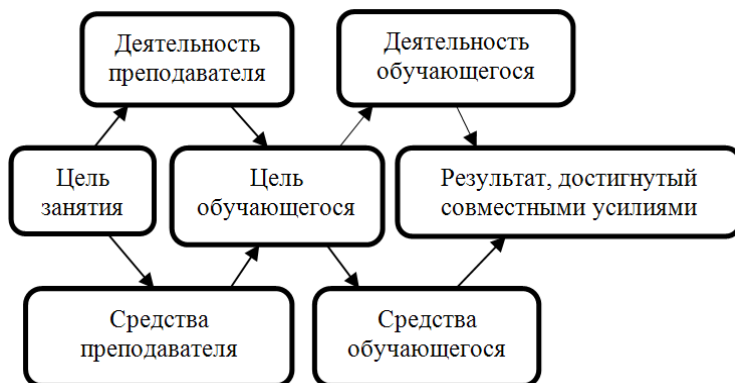 Деятельность
преподавателя
Деятельность
обучающегося
Цель
занятия
Цель
обучающегося
Результат, достигнутый
совместными усилиями
Средства
преподавателя
Средства
обучающегося